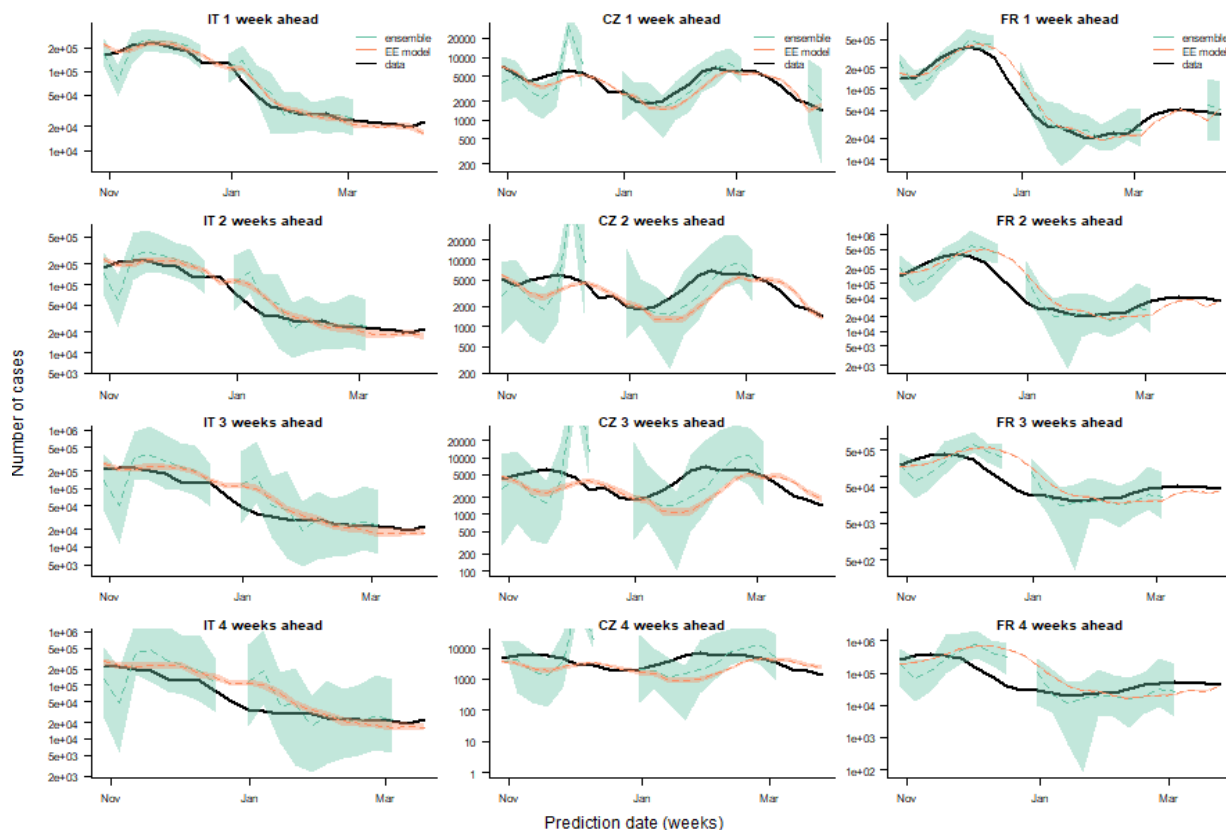 IT 1 week ahead
2e+05
1e+05
5e+04
2e+04
1e+04
ensemble
EE model
data
Nov
Jan
Mar
CZ 1 week ahead
20000
10000
5000
2000
1000
500
200
ensemble
EE model
data
Nov
Jan
Mar
FR 1 week ahead
5e+05
2e+05
1e+05
5e+04
2e+04
1e+04
ensemble
EE model
data
Nov
Jan
Mar
IT 2 weeks ahead
5e+05
2e+05
1e+05
5e+04
2e+04
1e+04
5e+03
Nov
Jan
Mar
CZ 2 weeks ahead
20000
10000
5000
2000
1000
500
200
Nov
Jan
Mar
FR 2 weeks ahead
1e+06
5e+05
2e+05
1e+05
5e+04
2e+04
1e+04
5e+03
2e+03
Nov
Jan
Mar
Number of cases
IT 3 weeks ahead
1e+06
5e+05
2e+05
1e+05
5e+04
2e+04
1e+04
5e+03
Nov
Jan
Mar
CZ 3 weeks ahead
20000
10000
5000
2000
1000
500
200
100
Nov
Jan
Mar
FR 3 weeks ahead
5e+05
5e+04
5e+03
5e+02
Nov
Jan
Mar
IT 4 weeks ahead
1e+06
5e+05
2e+05
1e+05
5e+04
2e+04
1e+04
5e+03
2e+03
Nov
Jan
Mar
CZ 4 weeks ahead
10000
1000
100
10
1
Nov
Jan
Mar
FR 4 weeks ahead
1e+06
1e+05
1e+04
1e+03
1e+02
Nov
Jan
Mar
Prediction date (weeks)